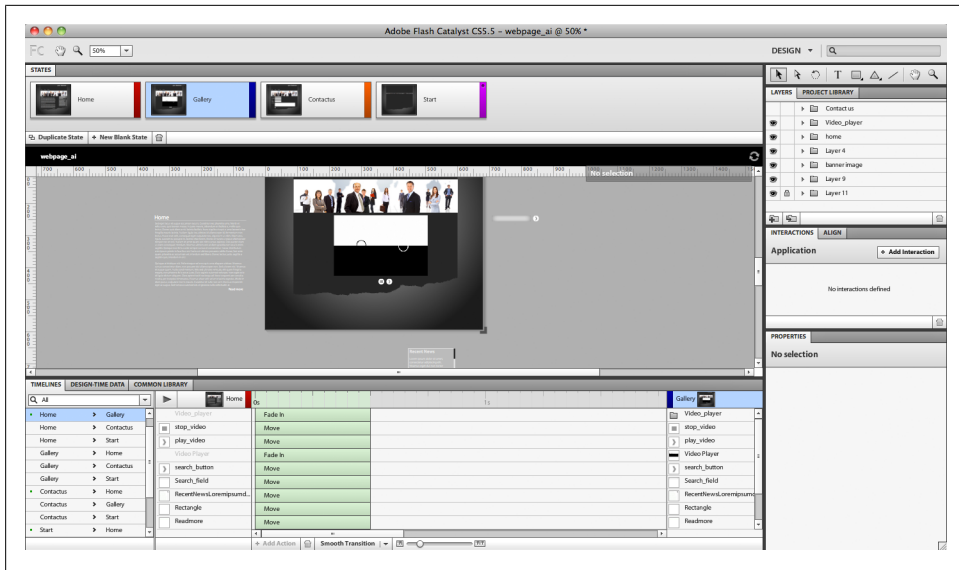 Adobe Flash Catalyst CS5.5 – webpage_ai @ 50% *
FC 50% DESIGN
STATES
Home Gallery Contactus Start
Duplicate State + New Blank State
webpage_ai
No selection
Home
Recent News
LAYERS PROJECT LIBRARY
Contact us
Video_player
home
Layer 4
banner image
Layer 9
Layer 11
INTERACTIONS ALIGN
Application + Add Interaction
No interactions defined
PROPERTIES
No selection
TIMELINES DESIGN-TIME DATA COMMON LIBRARY
All Home 0s 1s Gallery
Home > Gallery
Home > Contactus
Home > Start
Gallery > Home
Gallery > Contactus
Gallery > Start
Contactus > Home
Contactus > Gallery
Contactus > Start
Start > Home
Video_player Fade In Video_player
stop_video Move stop_video
play_video Move play_video
Video Player Fade In Video Player
search_button Move search_button
Search_field Move Search_field
RecentNewsLoremipsumd... Move RecentNewsLoremipsumd
Rectangle Move Rectangle
Readmore Move Readmore
+ Add Action Smooth Transition